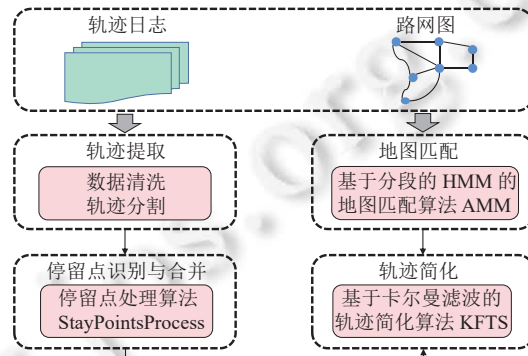 轨迹日志
路网图
轨迹提取
数据清洗
轨迹分割
地图匹配
基于分段的 HMM 的
地图匹配算法 AMM
停留点识别与合并
停留点处理算法
StayPointsProcess
轨迹简化
基于卡尔曼滤波的
轨迹简化算法 KFTS